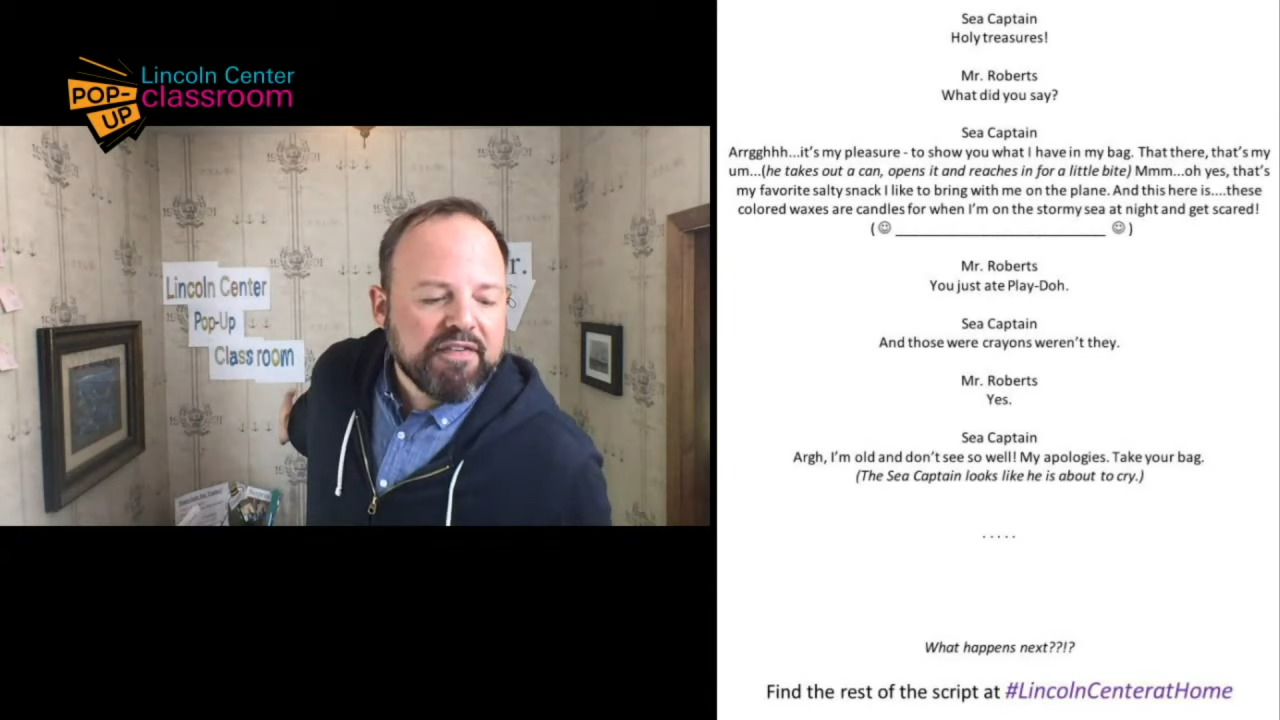 POP-
UP
Lincoln Center
classroom
Lincoln Center
Pop-Up
Classroom
r.
Sea Captain
Holy treasures!
Mr. Roberts
What did you say?
Sea Captain
Arrgghhh...it's my pleasure - to show you what I have in my bag. That there, that's my
um...(he takes out a can, opens it and reaches in for a little bite) Mmm...oh yes, that's
my favorite salty snack I like to bring with me on the plane. And this here is....these
colored waxes are candles for when I'm on the stormy sea at night and get scared!
(☺ ______________________________ ☺)
Mr. Roberts
You just ate Play-Doh.
Sea Captain
And those were crayons weren't they.
Mr. Roberts
Yes.
Sea Captain
Argh, I'm old and don't see so well! My apologies. Take your bag.
(The Sea Captain looks like he is about to cry.)
.....
What happens next??!?
Find the rest of the script at #LincolnCenteratHome